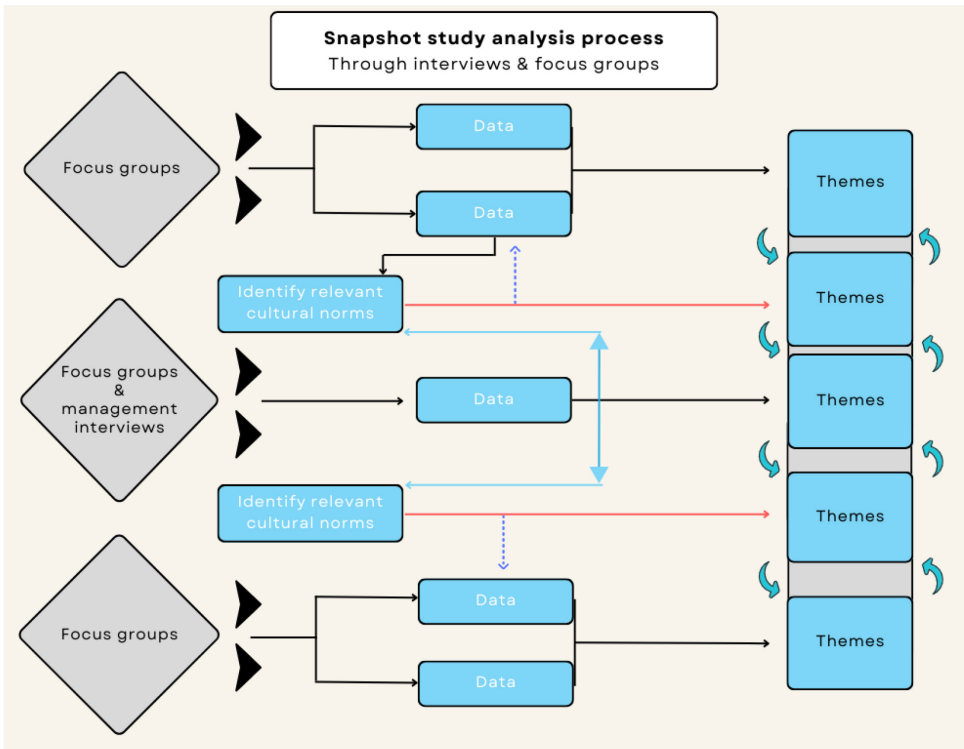 Snapshot study analysis process
Through interviews & focus groups
Focus groups
Data
Data
Themes
Identify relevant
cultural norms
Themes
Focus groups
&
management
interviews
Data
Themes
Identify relevant
cultural norms
Themes
Focus groups
Data
Data
Themes